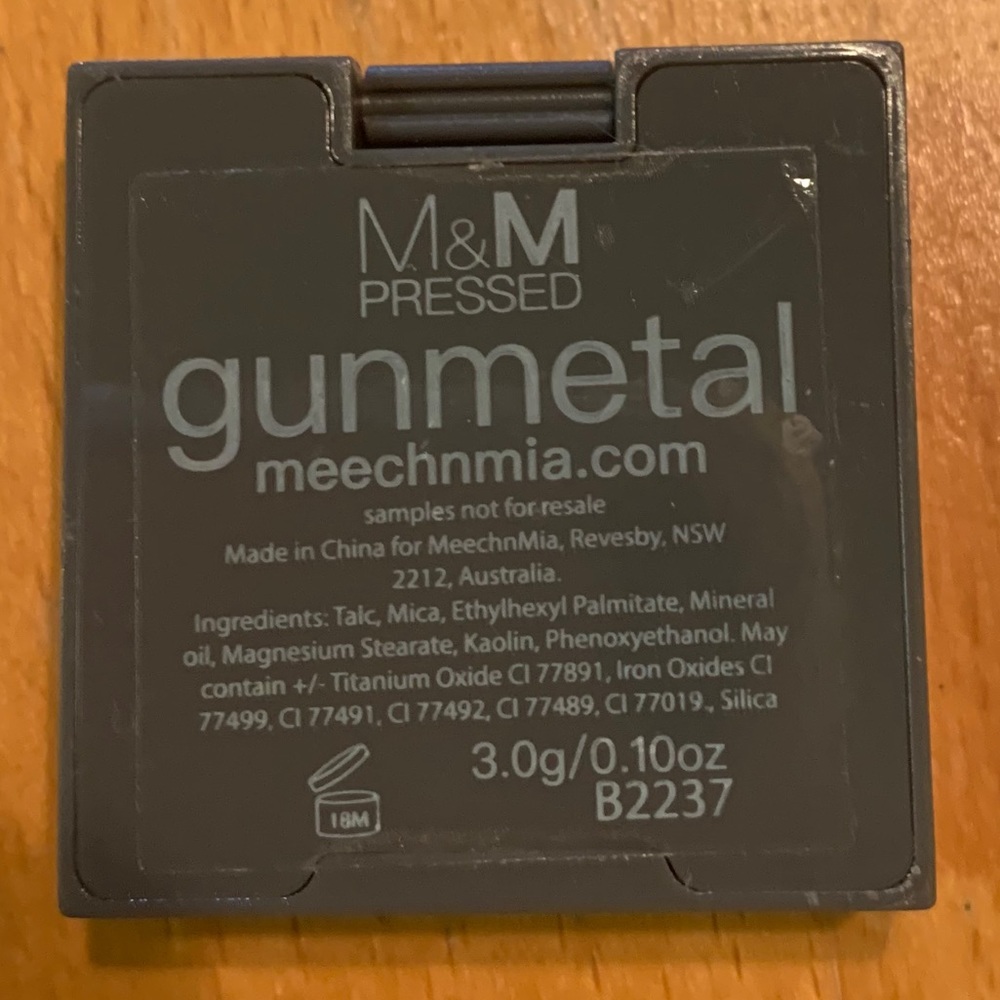 M&M
PRESSED
gunmetal
meechnmia.com
samples not for resale
Made in China for MeechnMia, Revesby, NSW
2212, Australia.
Ingredients: Talc, Mica, Ethylhexyl Palmitate, Mineral
oil, Magnesium Stearate, Kaolin, Phenoxyethanol. May
contain +/- Titanium Oxide CI 77891, Iron Oxides CI
77499, CI 77491, CI 77492, CI 77489, CI 77019., Silica
3.0g/0.10oz
18M
B2237